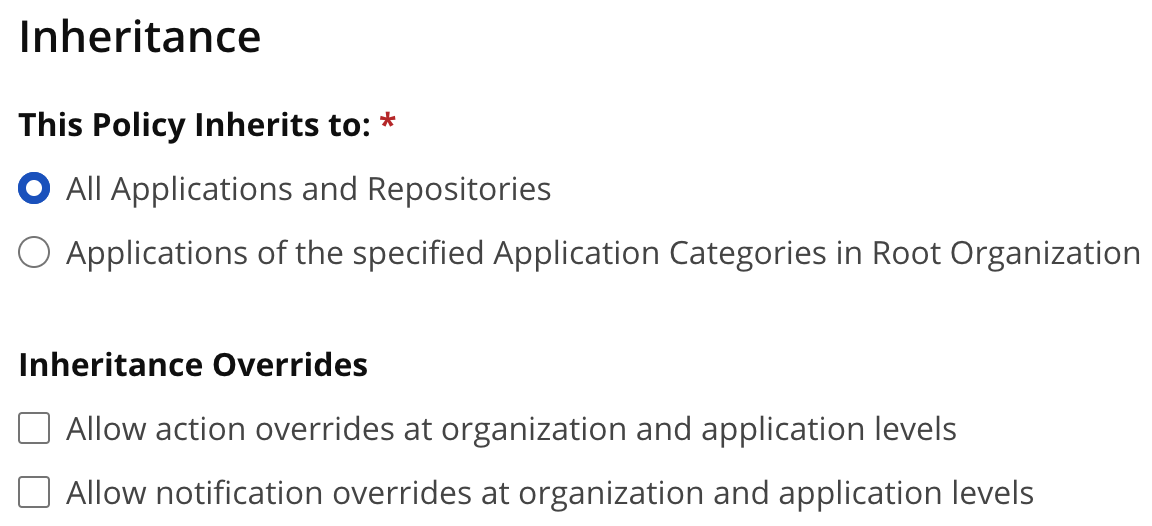 Inheritance
This Policy Inherits to: *
All Applications and Repositories
Applications of the specified Application Categories in Root Organization
Inheritance Overrides
Allow action overrides at organization and application levels
Allow notification overrides at organization and application levels